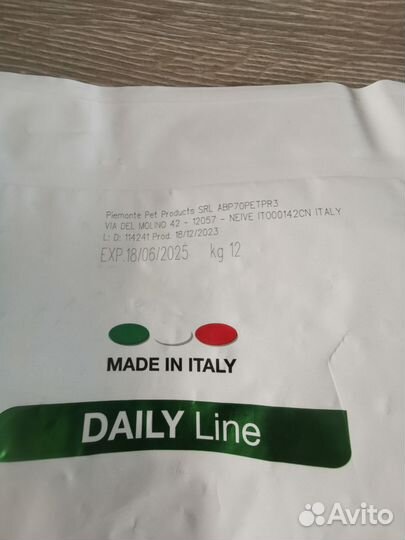 Piemonte Pet Products SRL ABP70PETPR3
VIA DEL MOLINO 42 - 12057 - NEIVE IT000142CN ITALY
L: D: 114241 Prod. 18/12/2023
EXP.18/06/2025 kg 12
MADE IN ITALY
DAILY Line
Avito